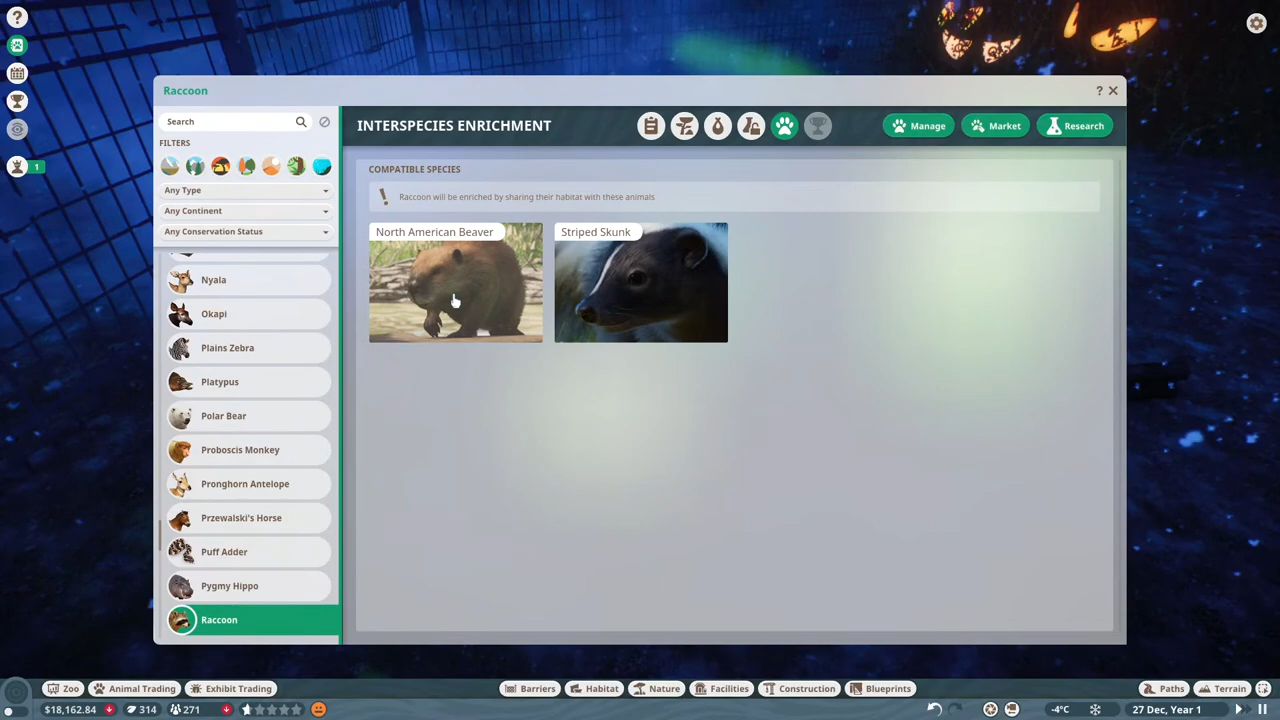 Raccoon
?
Search
FILTERS
Any Type
Any Continent
Any Conservation Status
Nyala
Okapi
Plains Zebra
Platypus
Polar Bear
Proboscis Monkey
Pronghorn Antelope
Przewalski's Horse
Puff Adder
Pygmy Hippo
Raccoon
INTERSPECIES ENRICHMENT
Manage
Market
Research
COMPATIBLE SPECIES
! Raccoon will be enriched by sharing their habitat with these animals
North American Beaver
Striped Skunk
?
1
Zoo
Animal Trading
Exhibit Trading
Barriers
Habitat
Nature
Facilities
Construction
Blueprints
Paths
Terrain
$18,162.84
314
271
-4°C
27 Dec, Year 1